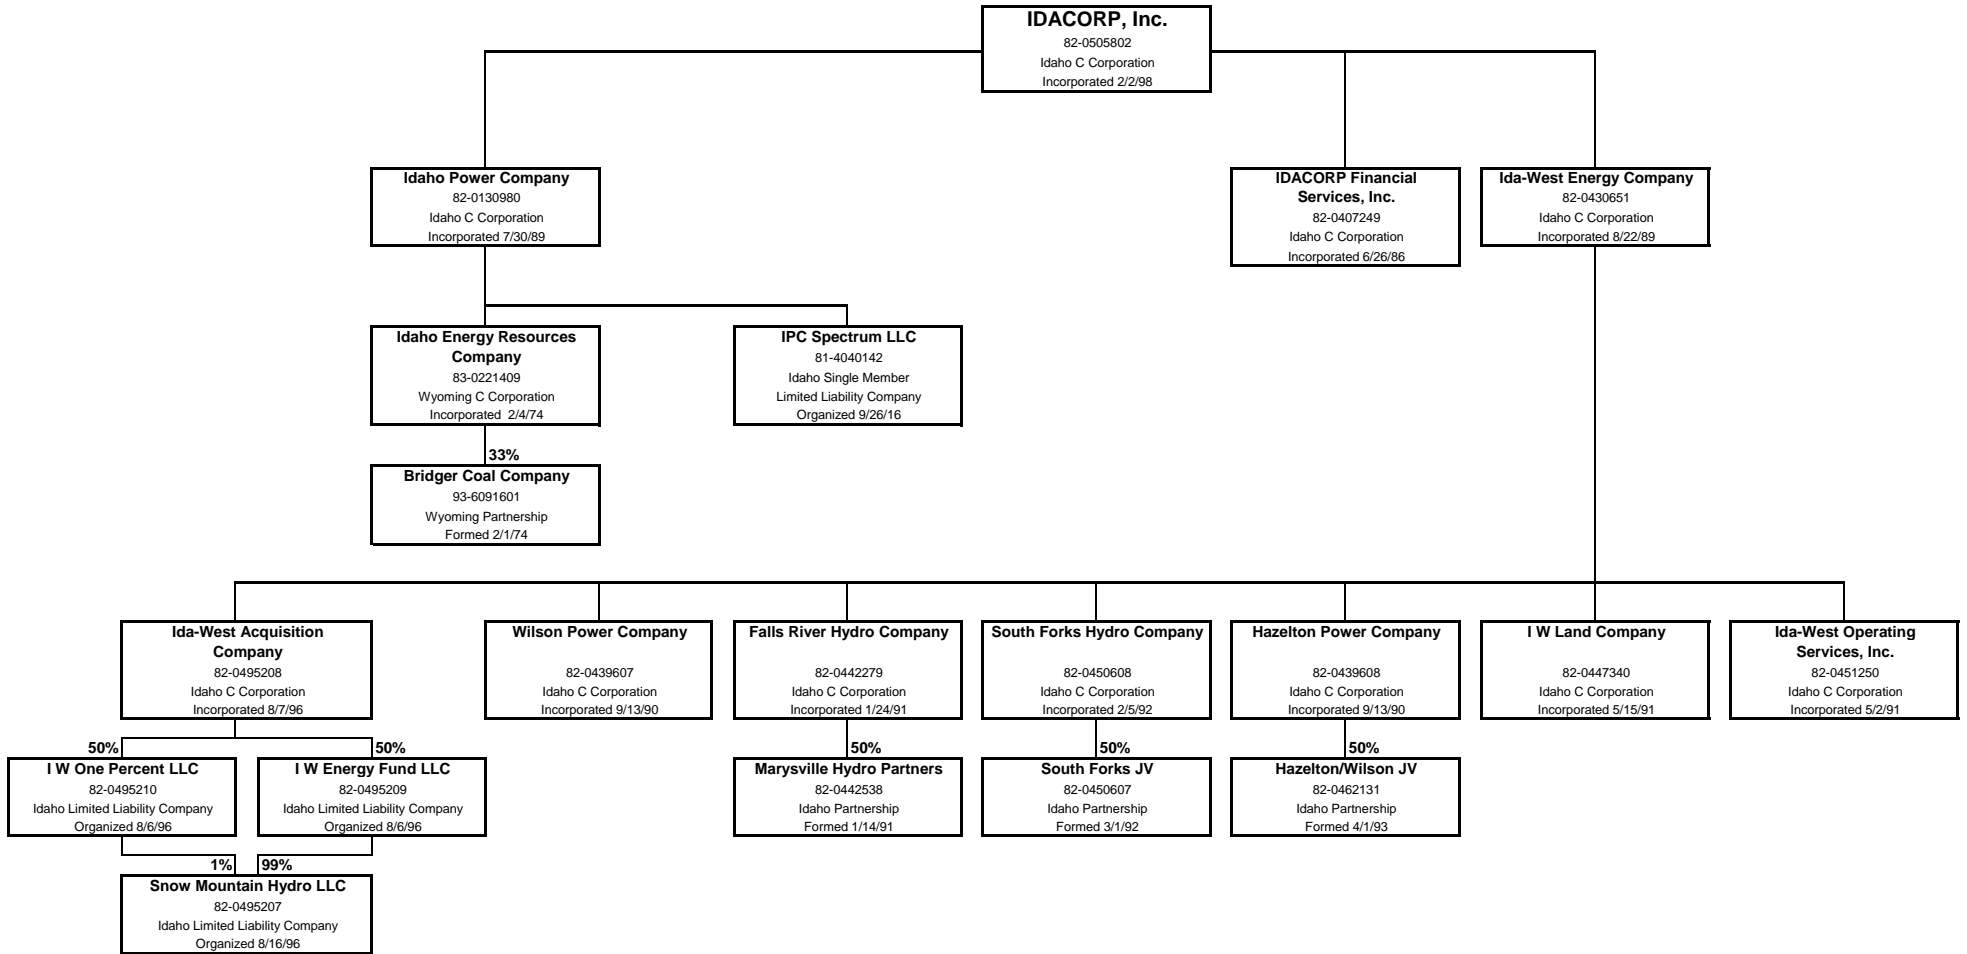 IDACORP, Inc.
82-0505802
Idaho C Corporation
Incorporated 2/2/98
Idaho Power Company
82-0130980
Idaho C Corporation
Incorporated 7/30/89
IDACORP Financial
Services, Inc.
82-0407249
Idaho C Corporation
Incorporated 6/26/86
Ida-West Energy Company
82-0430651
Idaho C Corporation
Incorporated 8/22/89
Idaho Energy Resources
Company
83-0221409
Wyoming C Corporation
Incorporated 2/4/74
IPC Spectrum LLC
81-4040142
Idaho Single Member
Limited Liability Company
Organized 9/26/16
33%
Bridger Coal Company
93-6091601
Wyoming Partnership
Formed 2/1/74
Ida-West Acquisition
Company
82-0495208
Idaho C Corporation
Incorporated 8/7/96
Wilson Power Company
82-0439607
Idaho C Corporation
Incorporated 9/13/90
Falls River Hydro Company
82-0442279
Idaho C Corporation
Incorporated 1/24/91
South Forks Hydro Company
82-0450608
Idaho C Corporation
Incorporated 2/5/92
Hazelton Power Company
82-0439608
Idaho C Corporation
Incorporated 9/13/90
I W Land Company
82-0447340
Idaho C Corporation
Incorporated 5/15/91
Ida-West Operating
Services, Inc.
82-0451250
Idaho C Corporation
Incorporated 5/2/91
50%
I W One Percent LLC
82-0495210
Idaho Limited Liability Company
Organized 8/6/96
50%
I W Energy Fund LLC
82-0495209
Idaho Limited Liability Company
Organized 8/6/96
50%
Marysville Hydro Partners
82-0442538
Idaho Partnership
Formed 1/14/91
50%
South Forks JV
82-0450607
Idaho Partnership
Formed 3/1/92
50%
Hazelton/Wilson JV
82-0462131
Idaho Partnership
Formed 4/1/93
1%
99%
Snow Mountain Hydro LLC
82-0495207
Idaho Limited Liability Company
Organized 8/16/96